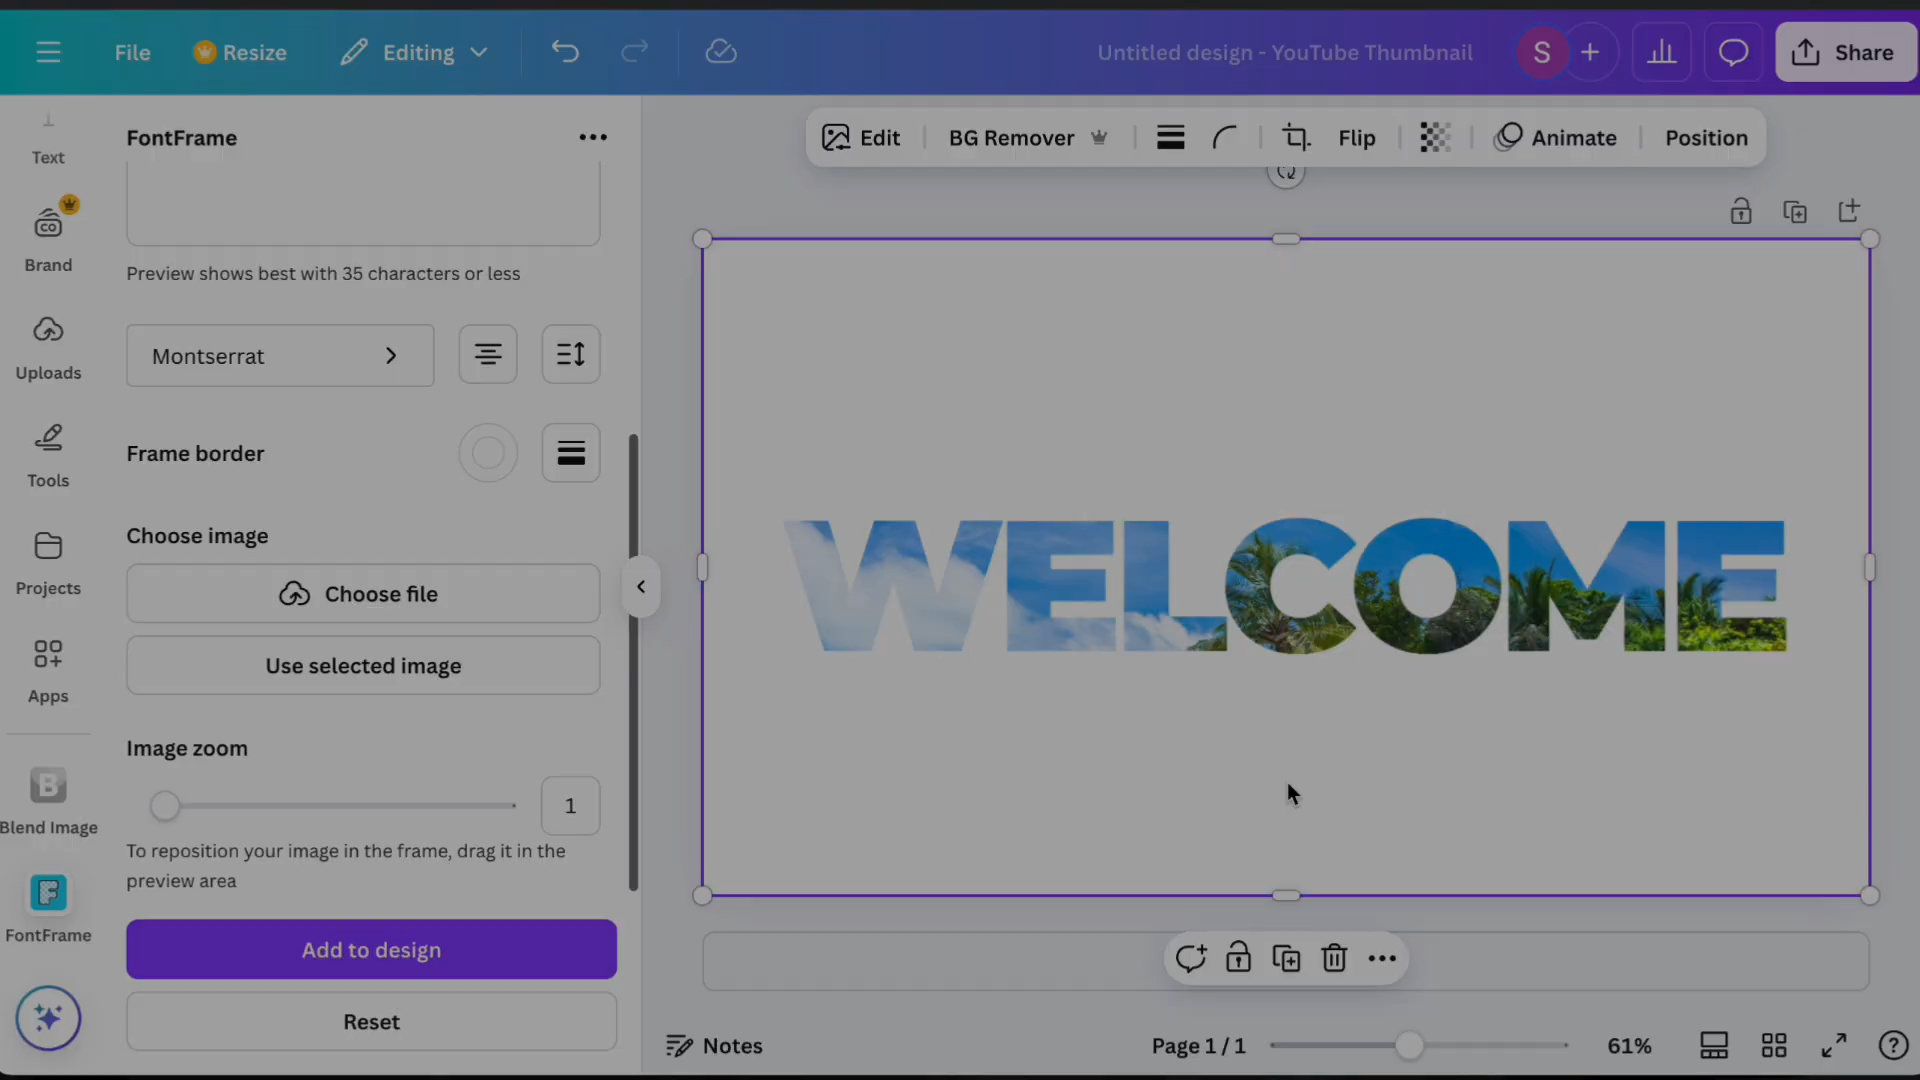 File
Resize
Editing
Untitled design - YouTube Thumbnail
S
Share
Text
Brand
Uploads
Tools
Projects
Apps
Blend Image
FontFrame
FontFrame
Preview shows best with 35 characters or less
Montserrat
Frame border
Choose image
Choose file
Use selected image
Image zoom
1
To reposition your image in the frame, drag it in the
preview area
Add to design
Reset
Edit
BG Remover
Flip
Animate
Position
WELCOME
Notes
Page 1 / 1
61%